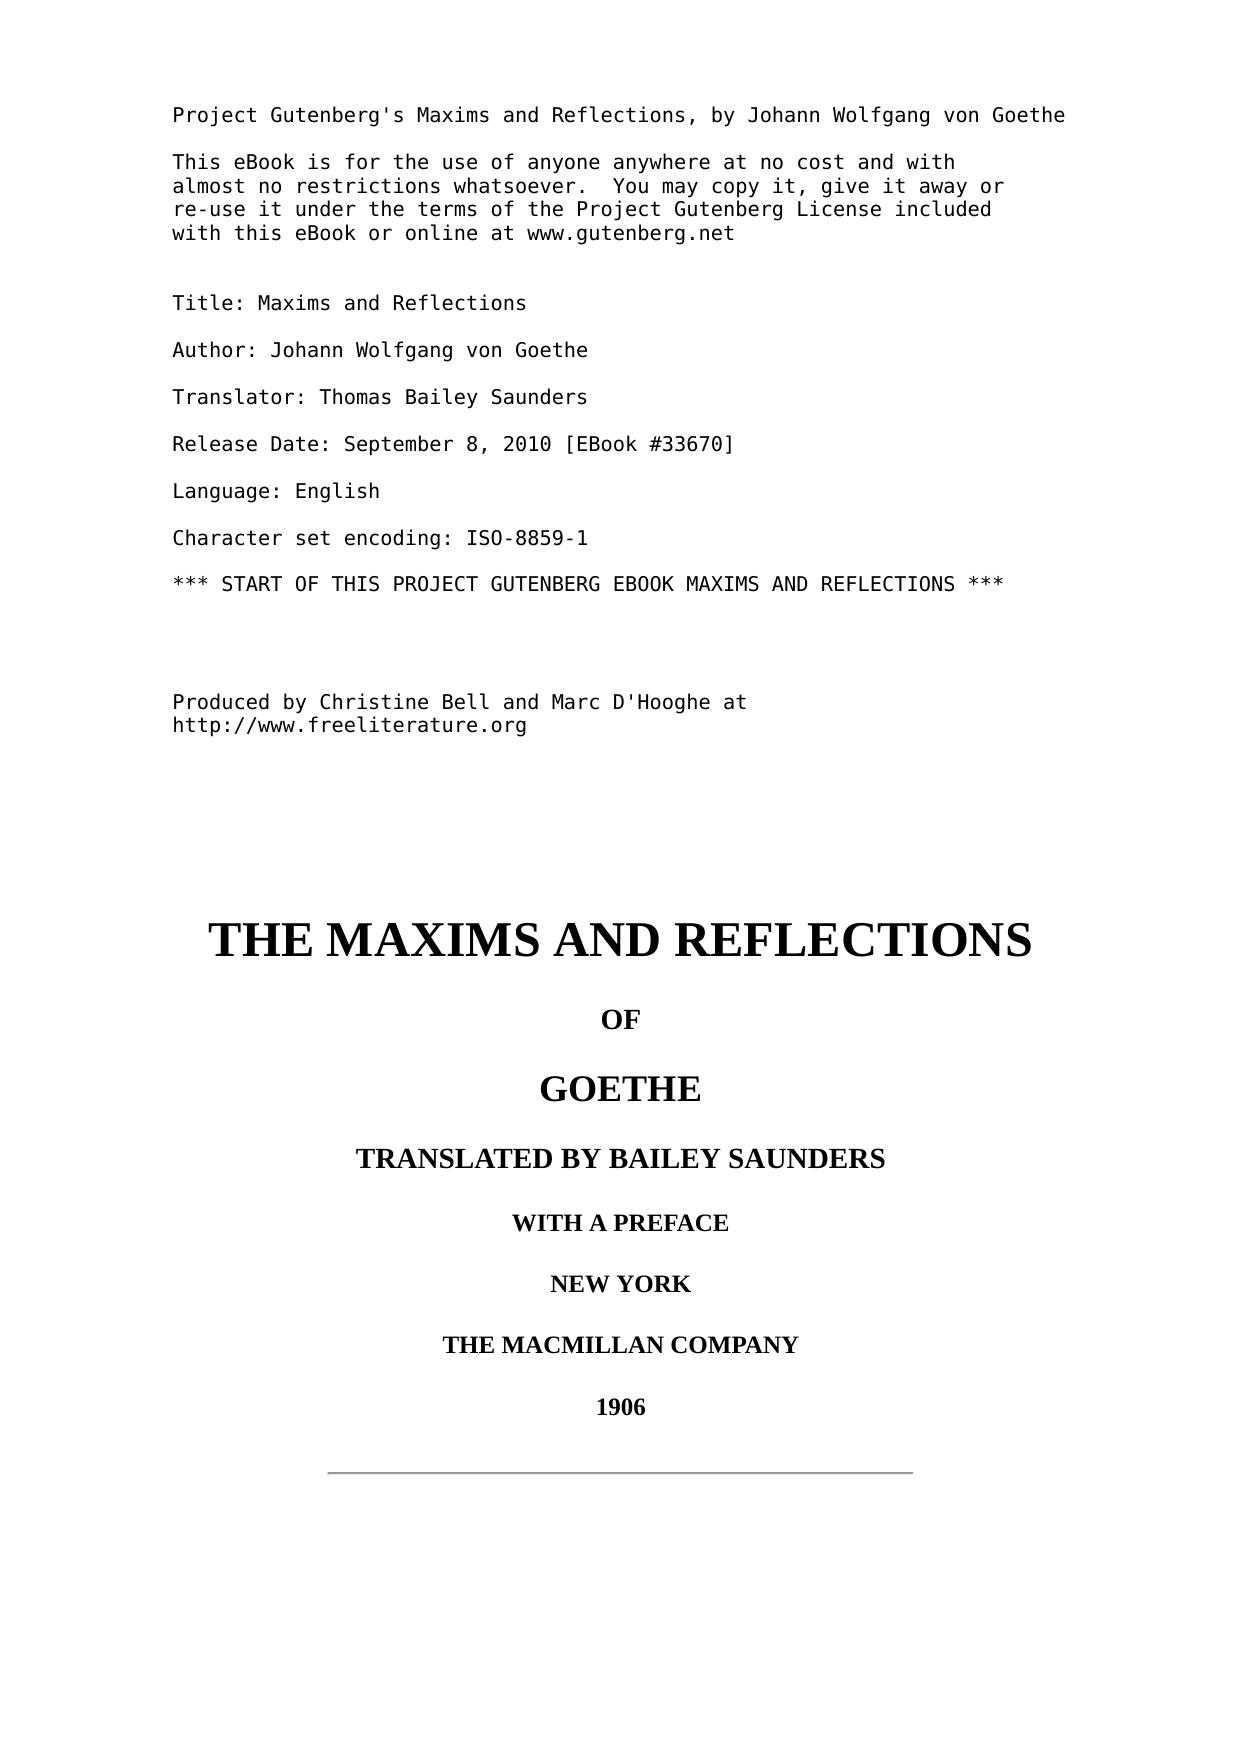 Project Gutenberg's Maxims and Reflections, by Johann Wolfgang von Goethe
This eBook is for the use of anyone anywhere at no cost and with
almost no restrictions whatsoever.  You may copy it, give it away or
re-use it under the terms of the Project Gutenberg License included
with this eBook or online at www.gutenberg.net
Title: Maxims and Reflections
Author: Johann Wolfgang von Goethe
Translator: Thomas Bailey Saunders
Release Date: September 8, 2010 [EBook #33670]
Language: English
Character set encoding: ISO-8859-1
*** START OF THIS PROJECT GUTENBERG EBOOK MAXIMS AND REFLECTIONS ***
Produced by Christine Bell and Marc D'Hooghe at
http://www.freeliterature.org
THE MAXIMS AND REFLECTIONS
OF
GOETHE
TRANSLATED BY BAILEY SAUNDERS
WITH A PREFACE
NEW YORK
THE MACMILLAN COMPANY
1906